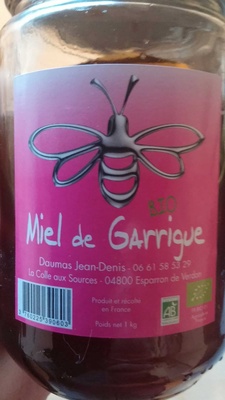 BIO
Miel de Garrigue
Daumas Jean-Denis - 06 61 58 53 29
La Calle aux Sources - 04800 Esparron de Verdon
Produit et récolté
en France
Poids net 1 kg
AB